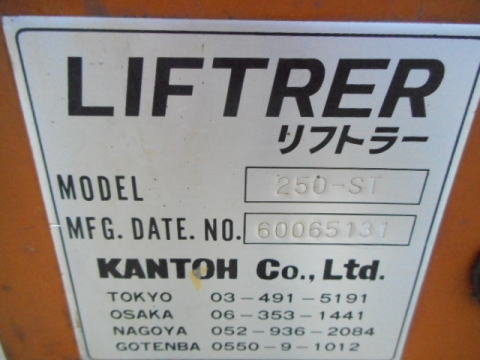 LIFTRER
リフトラー
MODEL 250-ST
MFG. DATE. NO. 60065131
KANTOH Co., Ltd.
TOKYO 03-491-5191
OSAKA 06-353-1441
NAGOYA 052-936-2084
GOTENBA 0550-9-1012